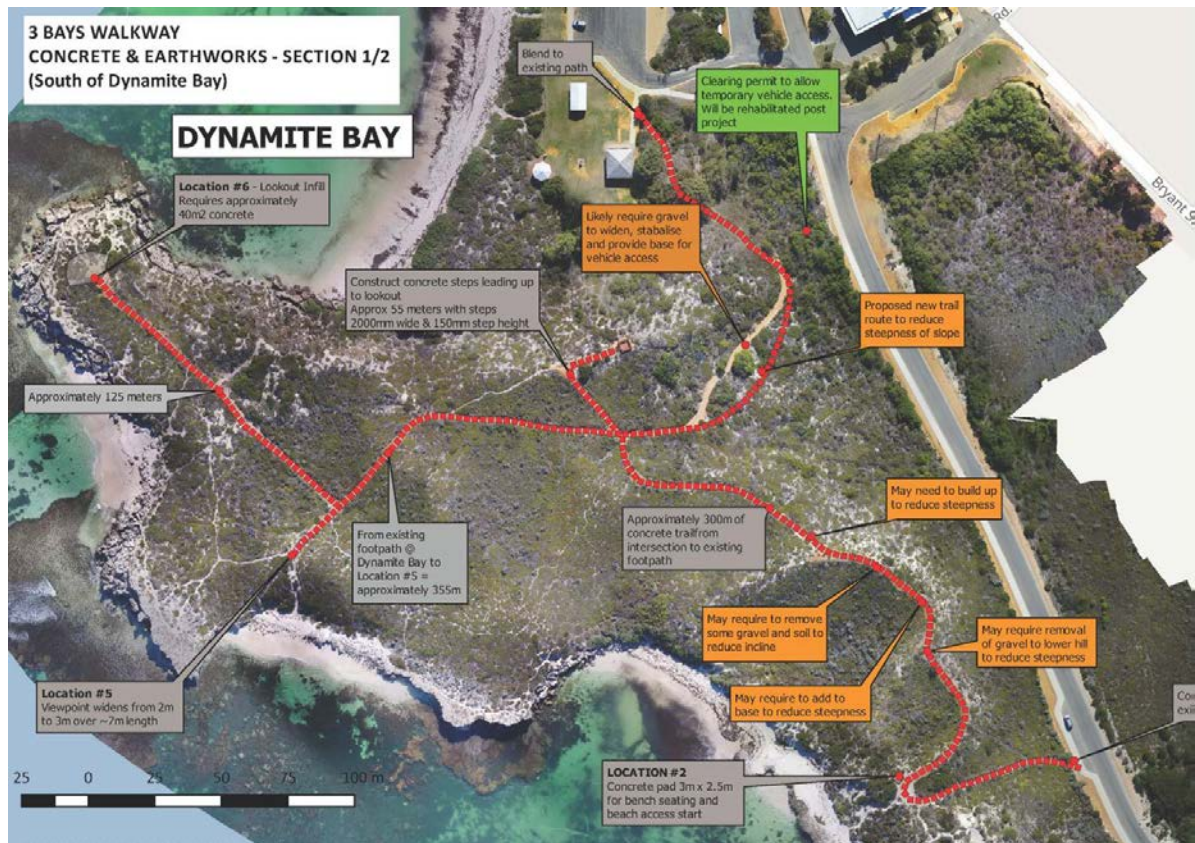 3 BAYS WALKWAY
CONCRETE & EARTHWORKS - SECTION 1/2
(South of Dynamite Bay)
DYNAMITE BAY
Blend to
existing path
Clearing permit to allow
temporary vehicle access.
Will be rehabilitated post
project
Rd.
Bryant S
Location #6 - Lookout Infill
Requires approximately
40m2 concrete
Likely require gravel
to widen, stabalise
and provide base for
vehicle access
Construct concrete steps leading up
to lookout
Approx 55 meters with steps
2000mm wide & 150mm step height
Proposed new trail
route to reduce
steepness of slope
Approximately 125 meters
From existing
footpath @
Dynamite Bay to
Location #5 =
approximately 355m
Approximately 300m of
concrete trailfrom
intersection to existing
footpath
May need to build up
to reduce steepness
May require to remove
some gravel and soil to
reduce incline
May require removal
of gravel to lower hill
to reduce steepness
May require to add to
base to reduce steepness
Location #5
Viewpoint widens from 2m
to 3m over ~7m length
LOCATION #2
Concrete pad 3m x 2.5m
for bench seating and
beach access start
25 0 25 50 75 100 m